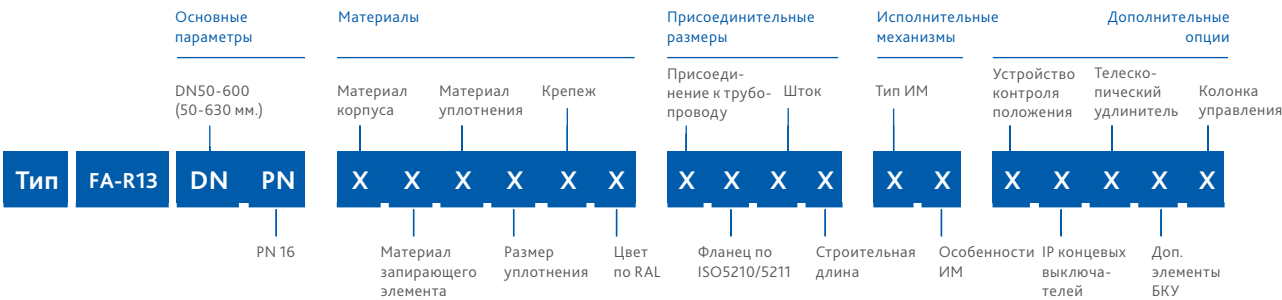 Основные
параметры
Материалы
Присоединительные
размеры
Исполнительные
механизмы
Дополнительные
опции
DN50-600
(50-630 мм.)
Материал
корпуса
Материал
уплотнения
Крепеж
Присоеди-
нение к трубо-
проводу
Шток
Тип ИМ
Устройство
контроля
положения
Телеско-
пический
удлинитель
Колонка
управления
Тип FA-R13 DN PN X X X X X X X X X X X X X X X X X
PN 16
Материал
запирающего
элемента
Размер
уплотнения
Цвет
по RAL
Фланец по
ISO5210/5211
Строительная
длина
Особенности
ИМ
IP концевых
выключа-
телей
Доп.
элементы
БКУ